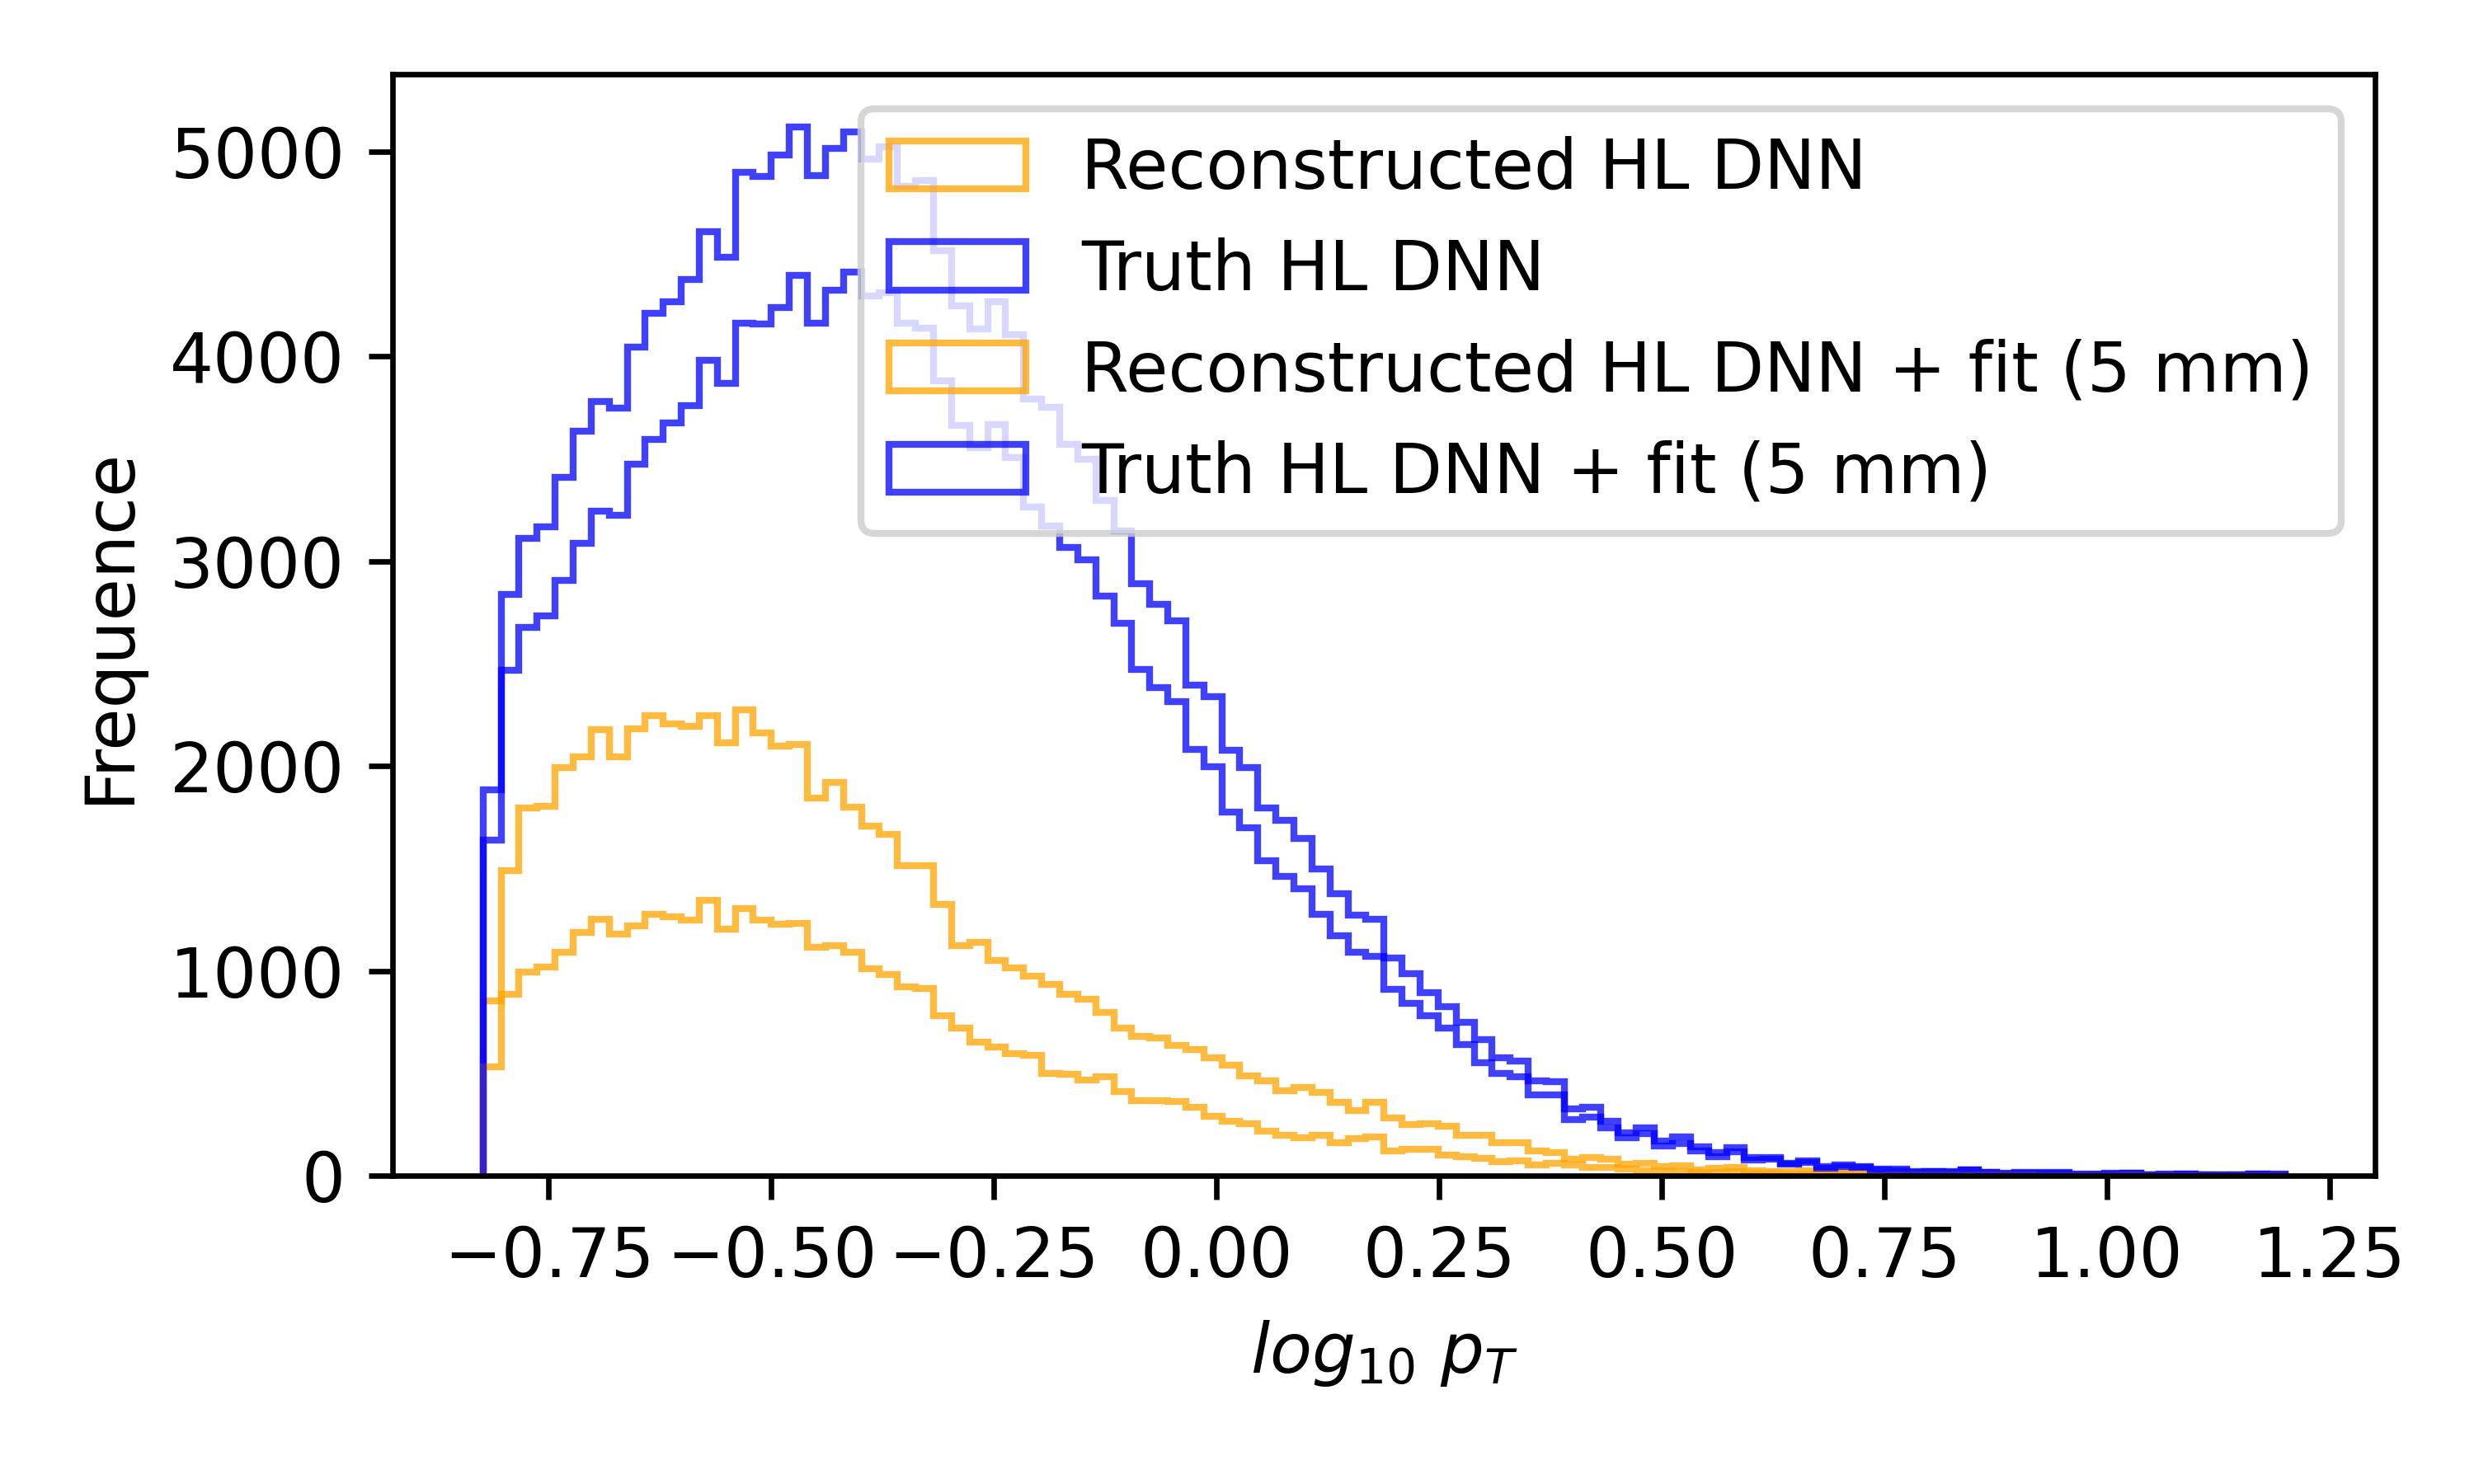 Reconstructed HL DNN
Truth HL DNN
Reconstructed HL DNN + fit (5 mm)
Truth HL DNN + fit (5 mm)
Frequence
5000
4000
3000
2000
1000
0
−0.75 −0.50 −0.25 0.00 0.25 0.50 0.75 1.00 1.25
log₁₀ p_T